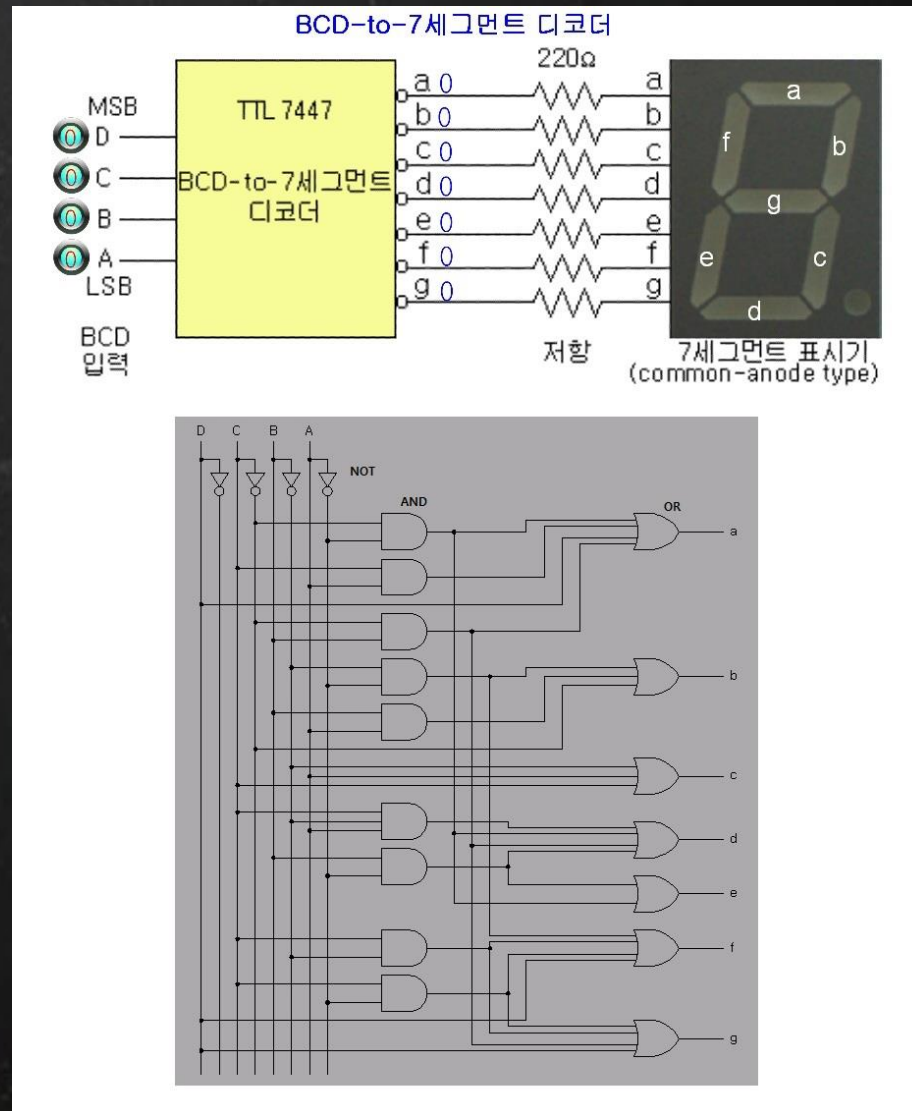 BCD-to-7세그먼트 디코더
220Ω
MSB
0 D
0 C
0 B
0 A
LSB
BCD
입력
TTL 7447
BCD-to-7세그먼트
디코더
a 0
b 0
c 0
d 0
e 0
f 0
g 0
저항
a
b
c
d
e
f
g
a
f
b
g
e
c
d
7세그먼트 표시기
(common-anode type)
D C B A
NOT
AND
OR
a
b
c
d
e
f
g